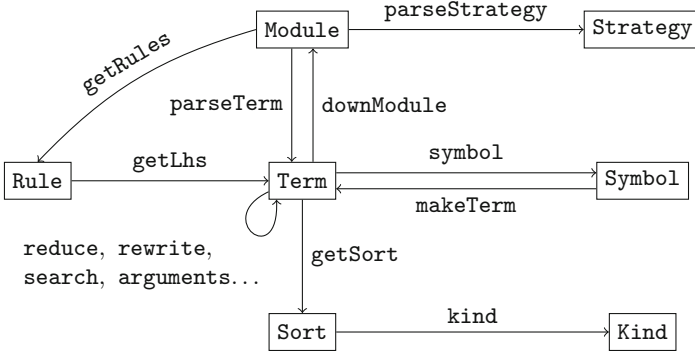 parseStrategy
Module
Strategy
getRules
parseTerm
downModule
getLhs
symbol
Rule
Term
Symbol
makeTerm
reduce, rewrite,
search, arguments...
getSort
kind
Sort
Kind